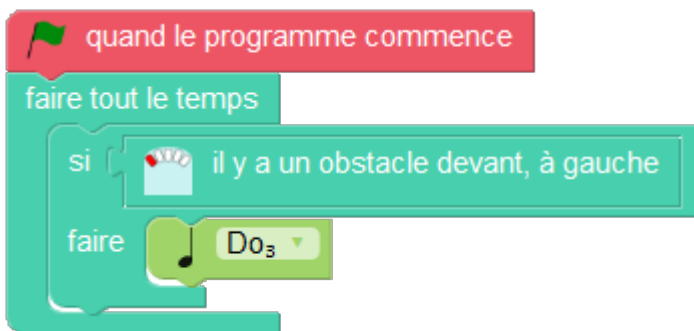 quand le programme commence
faire tout le temps
si il y a un obstacle devant, à gauche
faire Do₃